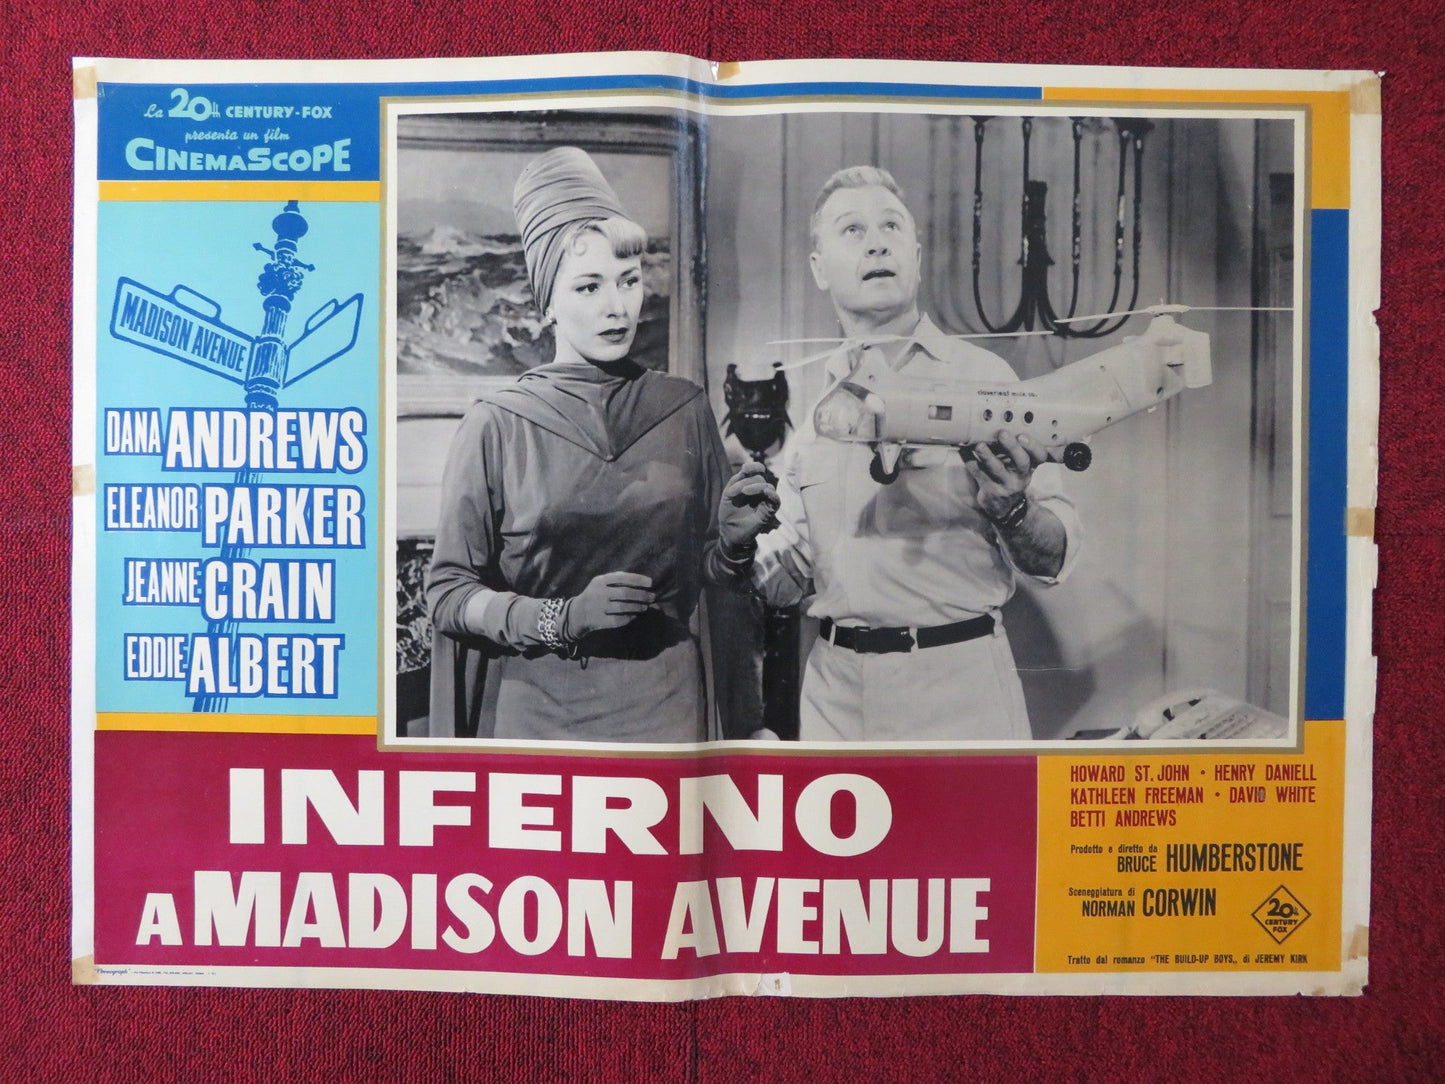 La 20th CENTURY-FOX
presenta un film
CINEMASCOPE
MADISON AVENUE
DANA ANDREWS
ELEANOR PARKER
JEANNE CRAIN
EDDIE ALBERT
INFERNO
A MADISON AVENUE
HOWARD ST. JOHN • HENRY DANIELL
KATHLEEN FREEMAN • DAVID WHITE
BETTI ANDREWS
Prodotto e diretto da
BRUCE HUMBERSTONE
Sceneggiatura di
NORMAN CORWIN
20th
CENTURY
FOX
Tratto dal romanzo "THE BUILD-UP BOYS„ di JEREMY KIRK